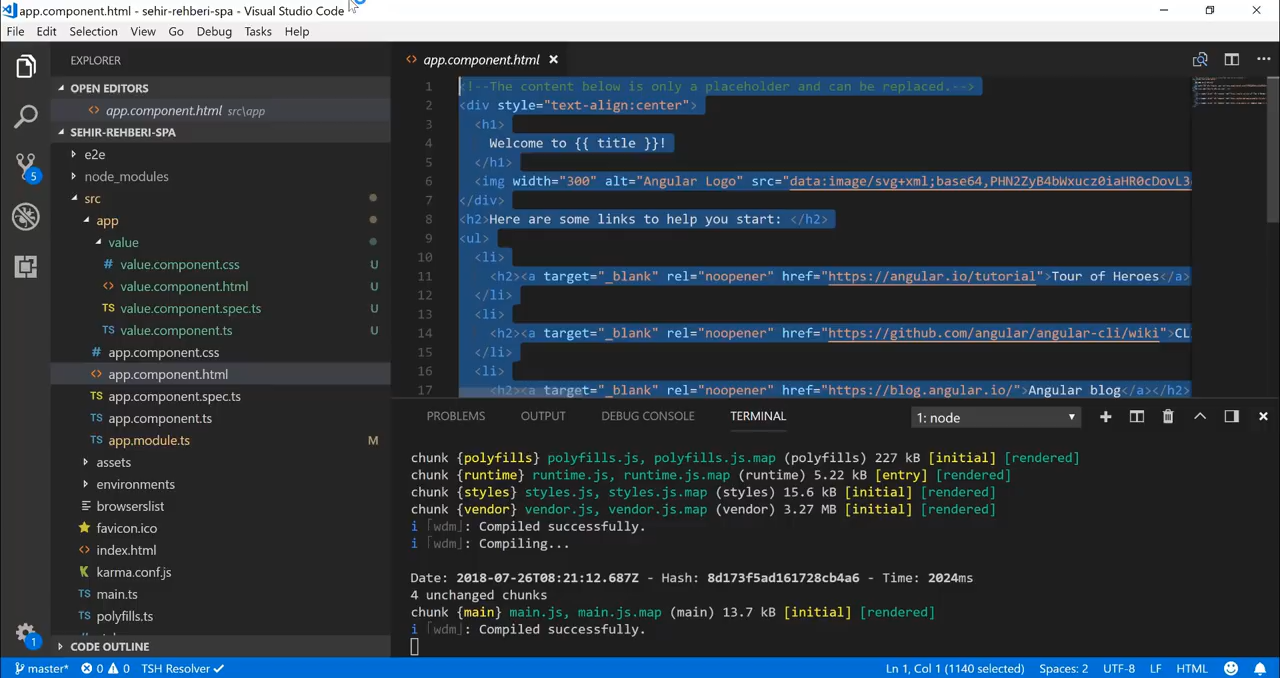 app.component.html - sehir-rehberi-spa - Visual Studio Code
File Edit Selection View Go Debug Tasks Help
EXPLORER
OPEN EDITORS
app.component.html src\app
SEHIR-REHBERI-SPA
e2e
node_modules
src
app
value
# value.component.css U
<> value.component.html U
TS value.component.spec.ts U
TS value.component.ts U
# app.component.css
<> app.component.html
TS app.component.spec.ts
TS app.component.ts
TS app.module.ts M
assets
environments
browserslist
favicon.ico
<> index.html
karma.conf.js
TS main.ts
TS polyfills.ts
CODE OUTLINE
5
1
<> app.component.html
1 <!--The content below is only a placeholder and can be replaced.-->
2 <div style="text-align:center">
3 <h1>
4 Welcome to {{ title }}!
5 </h1>
6 <img width="300" alt="Angular Logo" src="data:image/svg+xml;base64,PHN2ZyB4bWxucz0iaHR0cDovL3
7 </div>
8 <h2>Here are some links to help you start: </h2>
9 <ul>
10 <li>
11 <h2><a target="_blank" rel="noopener" href="https://angular.io/tutorial">Tour of Heroes</a>
12 </li>
13 <li>
14 <h2><a target="_blank" rel="noopener" href="https://github.com/angular/angular-cli/wiki">CL
15 </li>
16 <li>
17 <h2><a target="_blank" rel="noopener" href="https://blog.angular.io/">Angular blog</a></h2>
PROBLEMS OUTPUT DEBUG CONSOLE TERMINAL 1: node
chunk {polyfills} polyfills.js, polyfills.js.map (polyfills) 227 kB [initial] [rendered]
chunk {runtime} runtime.js, runtime.js.map (runtime) 5.22 kB [entry] [rendered]
chunk {styles} styles.js, styles.js.map (styles) 15.6 kB [initial] [rendered]
chunk {vendor} vendor.js, vendor.js.map (vendor) 3.27 MB [initial] [rendered]
i ｢wdm｣: Compiled successfully.
i ｢wdm｣: Compiling...
Date: 2018-07-26T08:21:12.687Z - Hash: 8d173f5ad161728cb4a6 - Time: 2024ms
4 unchanged chunks
chunk {main} main.js, main.js.map (main) 13.7 kB [initial] [rendered]
i ｢wdm｣: Compiled successfully.
master* 0 0 TSH Resolver Ln 1, Col 1 (1140 selected) Spaces: 2 UTF-8 LF HTML